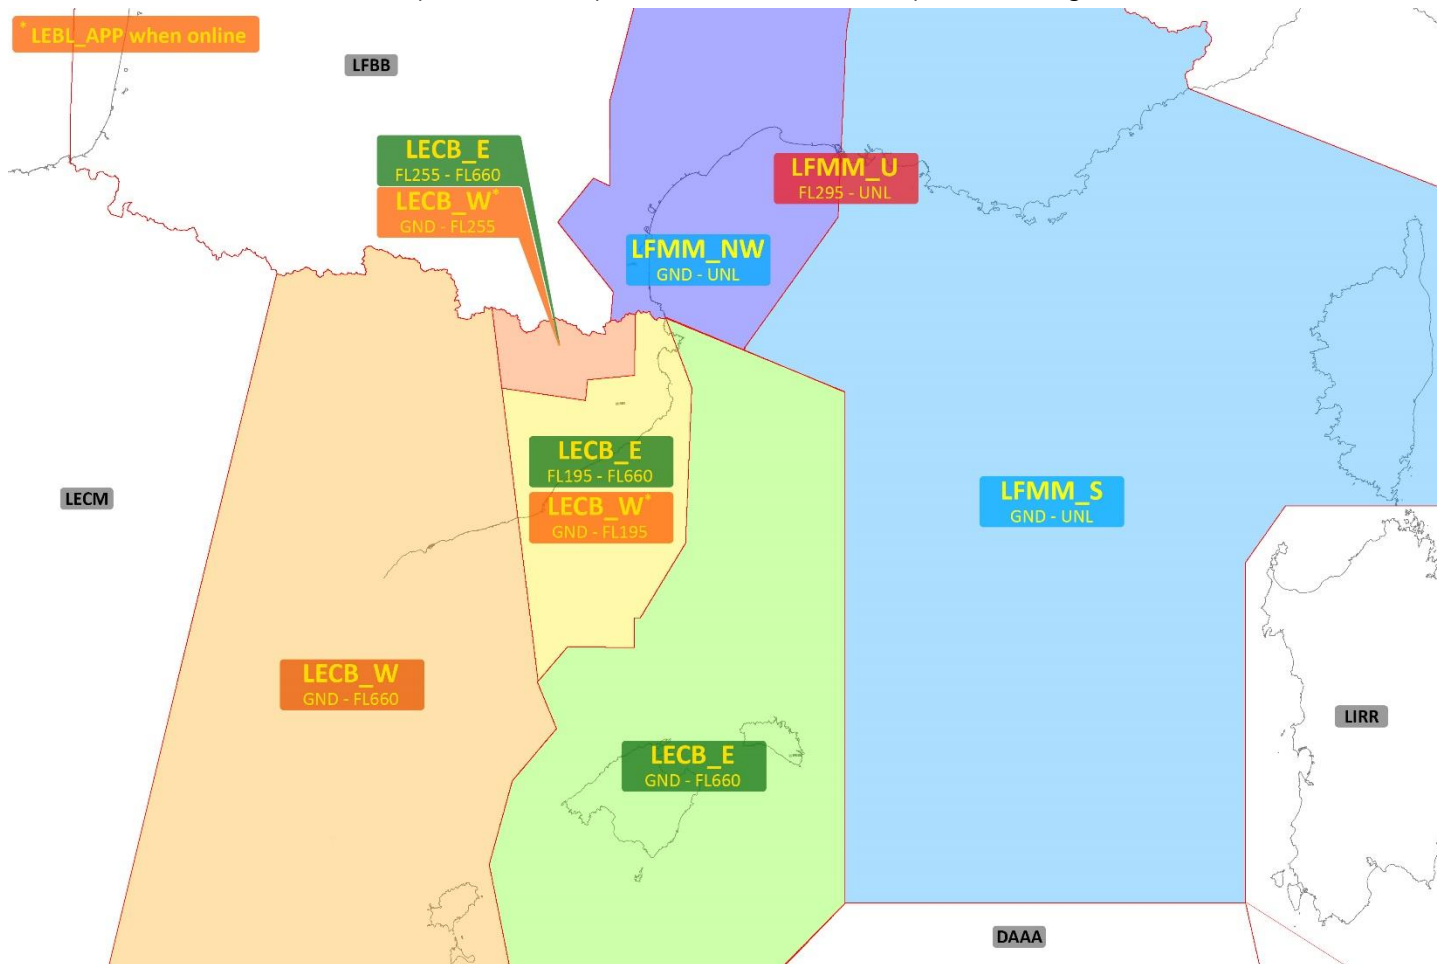 * LEBL_APP when online
LFBB
LECB_E
FL255 - FL660
LECB_W*
GND - FL255
LFMM_U
FL295 - UNL
LFMM_NW
GND - UNL
LECB_E
FL195 - FL660
LECB_W*
GND - FL195
LECM
LFMM_S
GND - UNL
LECB_W
GND - FL660
LIRR
LECB_E
GND - FL660
DAAA